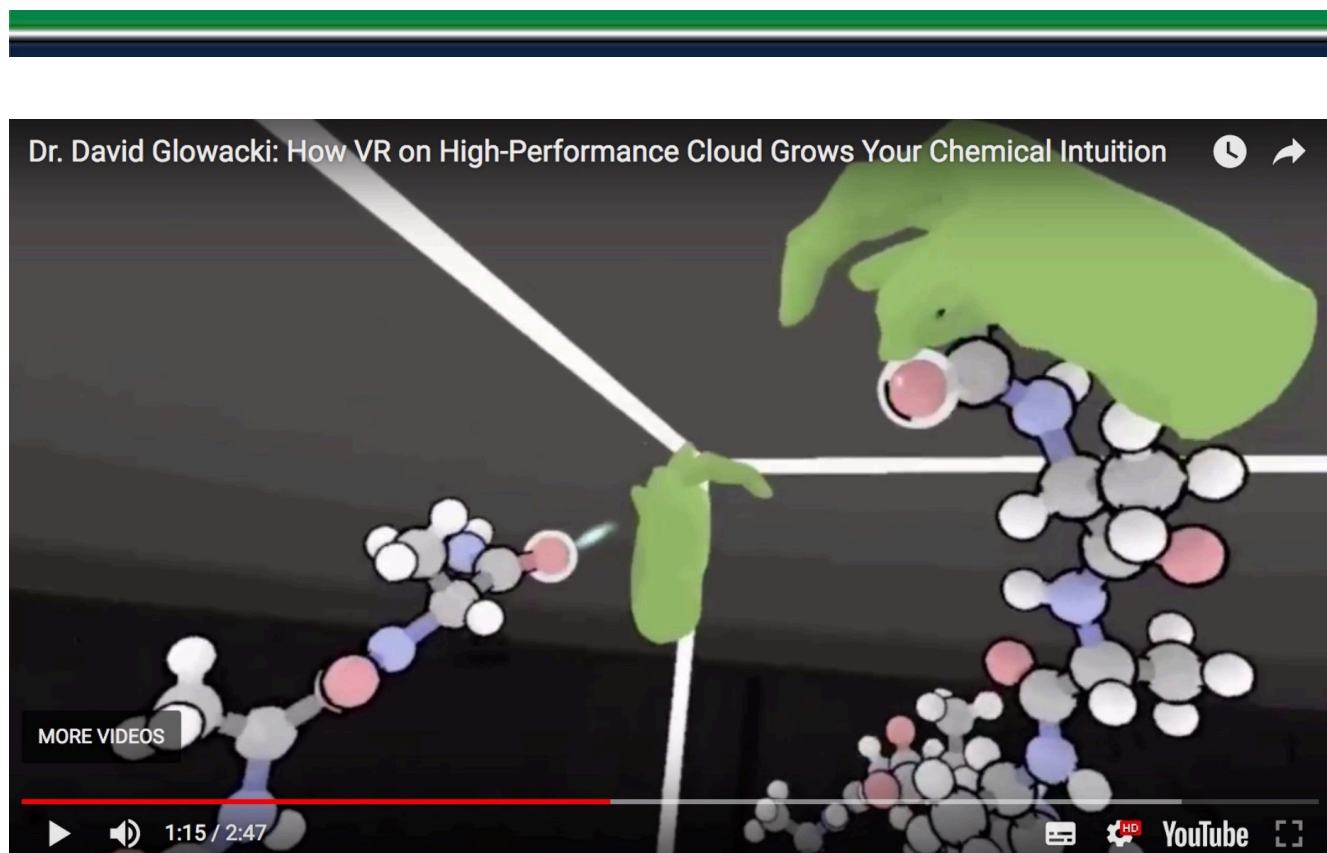 Dr. David Glowacki: How VR on High-Performance Cloud Grows Your Chemical Intuition
MORE VIDEOS
1:15 / 2:47
HD
YouTube